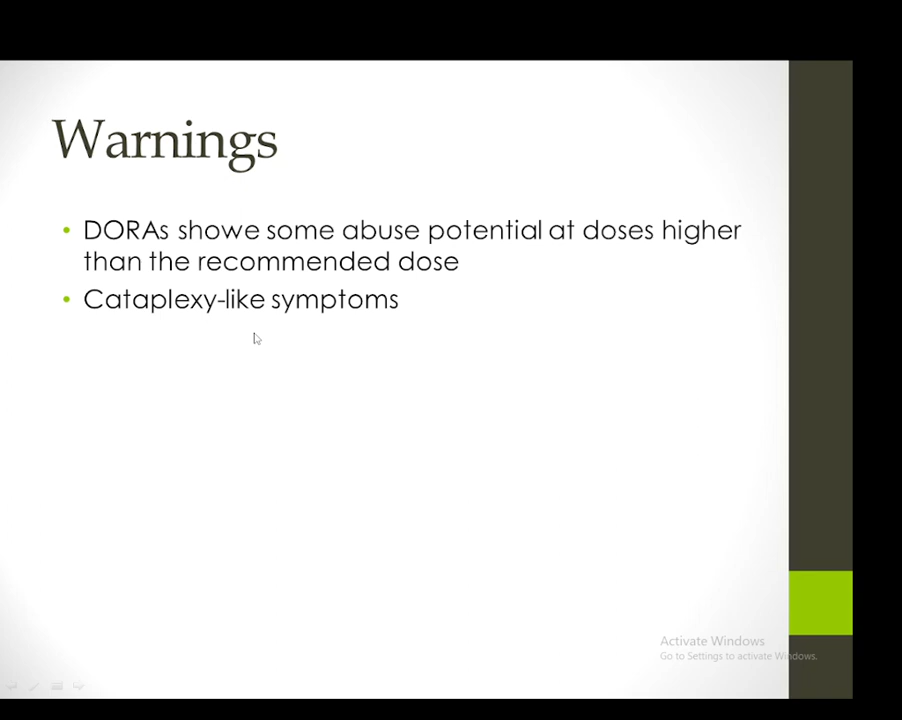 Warnings
• DORAs showe some abuse potential at doses higher
than the recommended dose
• Cataplexy-like symptoms
Activate Windows
Go to Settings to activate Windows.